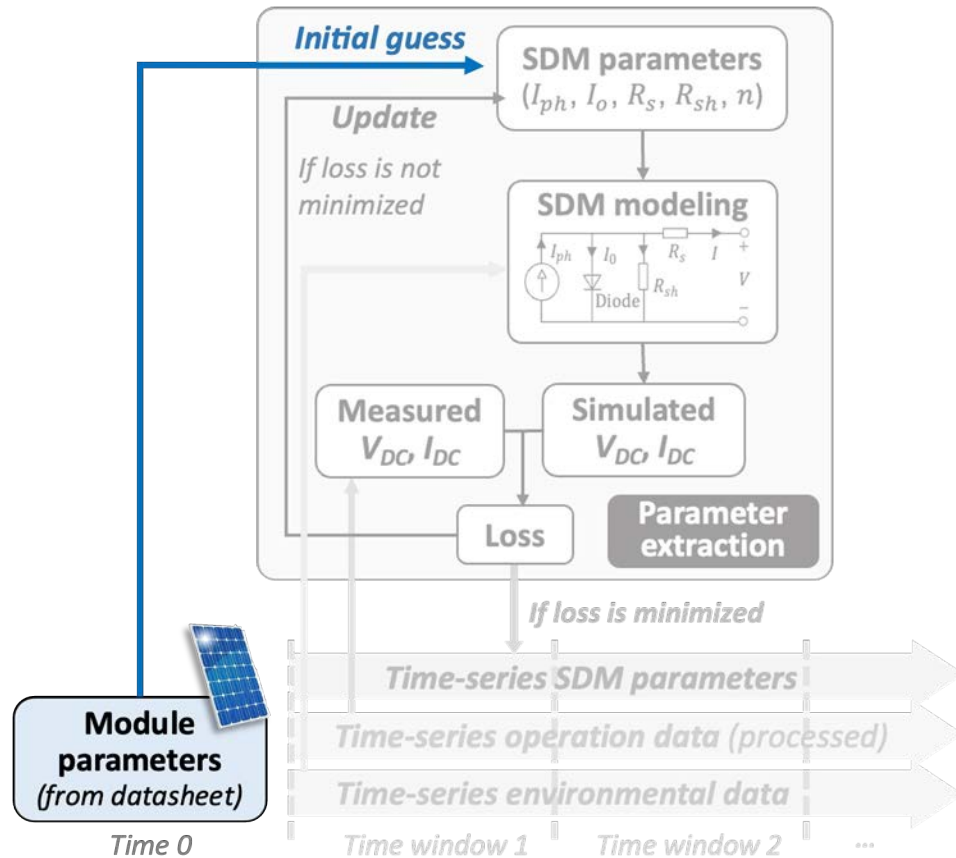 Initial guess
SDM parameters
(I_ph, I_o, R_s, R_sh, n)
Update
If loss is not
minimized
SDM modeling
I_ph
I_0
R_s
I
+
V
R_sh
Diode
−
Measured
V_DC, I_DC
Simulated
V_DC, I_DC
Loss
Parameter
extraction
If loss is minimized
Time-series SDM parameters
Module
parameters
(from datasheet)
Time-series operation data (processed)
Time-series environmental data
Time 0
Time window 1
Time window 2
...